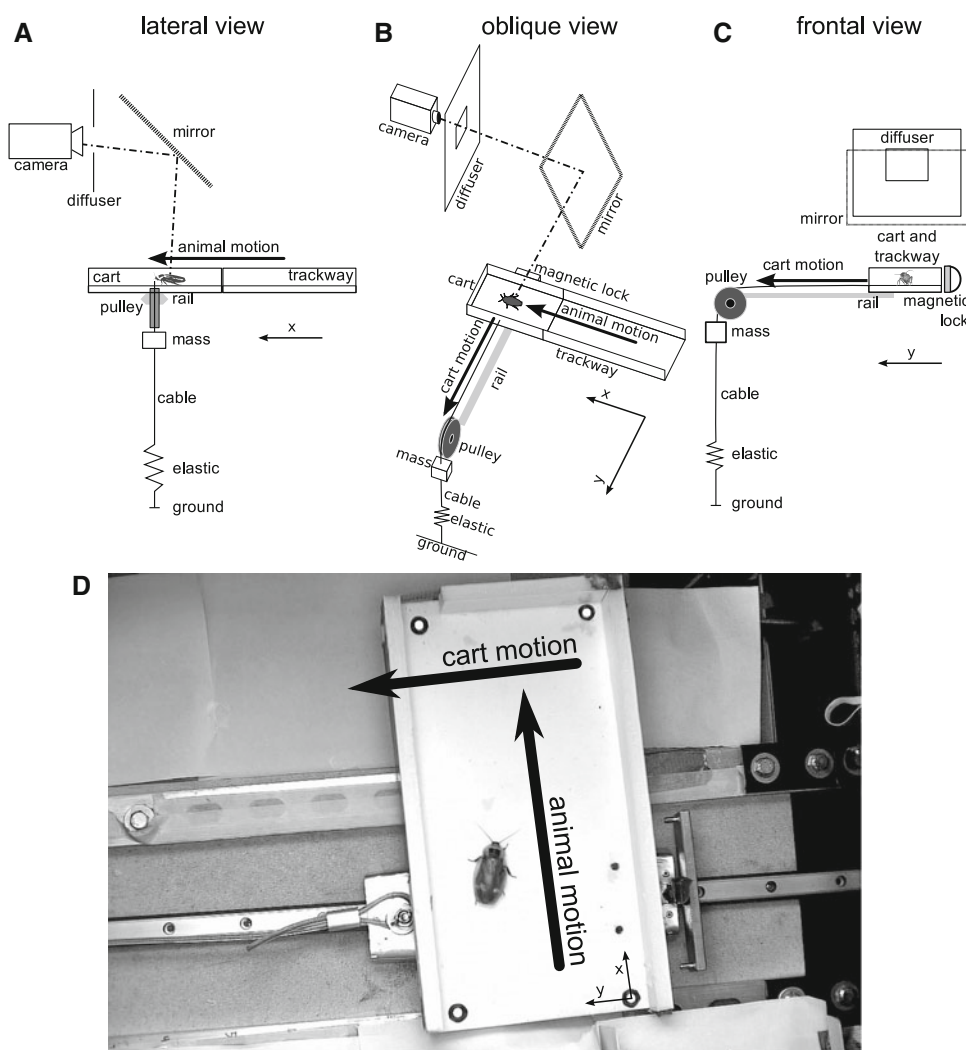 A
lateral view
camera
diffuser
mirror
animal motion
cart
trackway
rail
pulley
mass
x
cable
elastic
ground
B
oblique view
camera
diffuser
mirror
magnetic lock
cart
animal motion
cart motion
rail
trackway
x
y
pulley
mass
cable
elastic
ground
C
frontal view
diffuser
mirror
cart and
trackway
pulley
cart motion
rail
magnetic
lock
mass
y
cable
elastic
ground
D
cart motion
animal motion
x
y